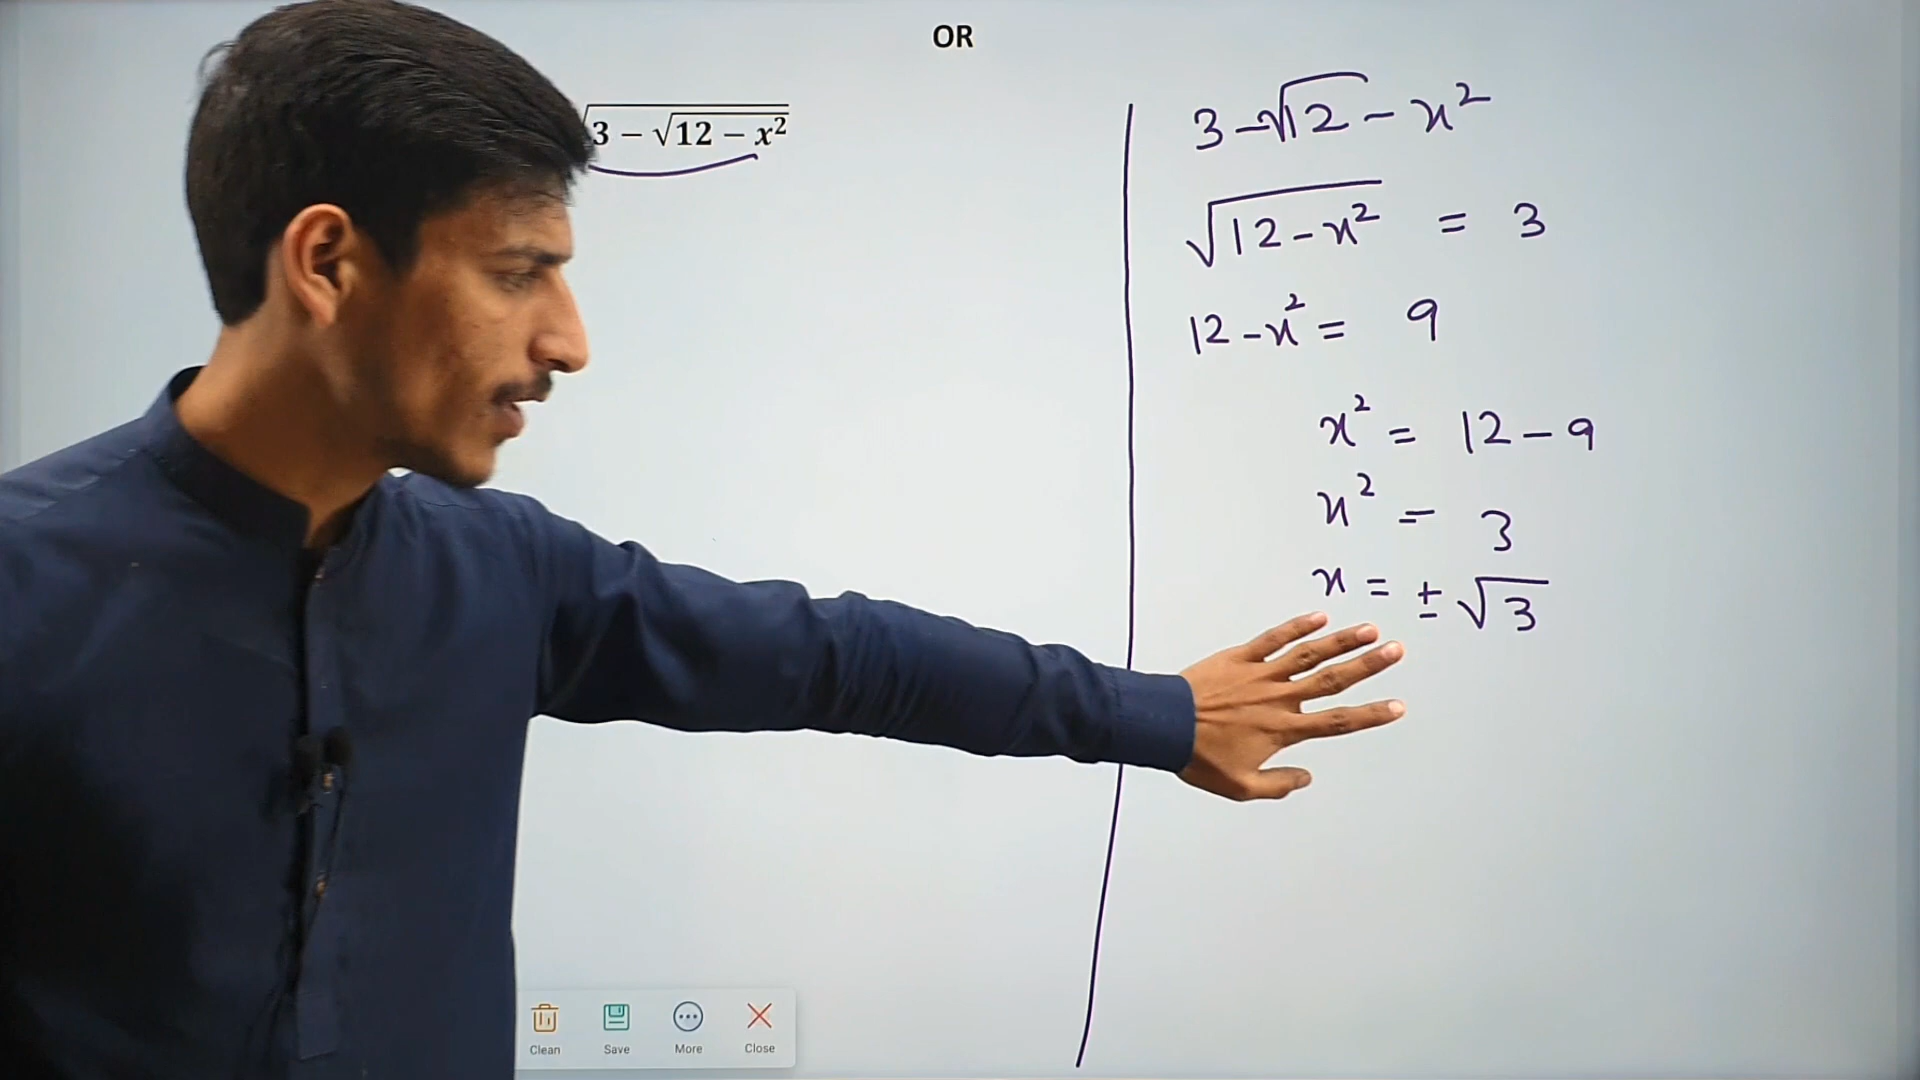 OR
√3 − √12 − x²
3 - √12 - x²
√12 - x² = 3
12 - x² = 9
x² = 12 - 9
x² = 3
x = ± √3
Clean Save More Close